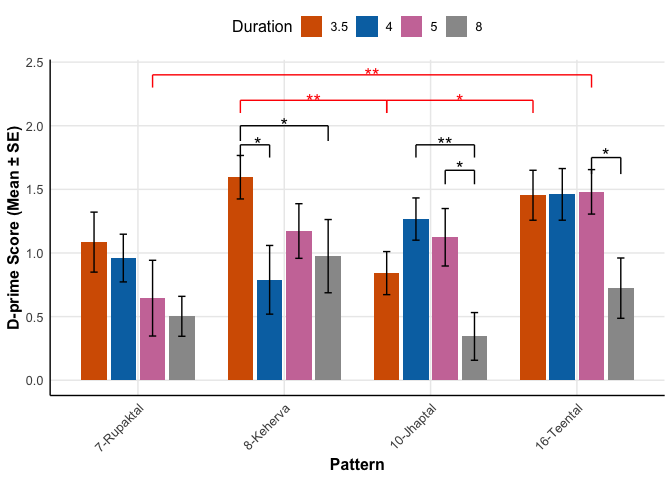 Duration 3.5 4 5 8
D-prime Score (Mean ± SE)
2.5
2.0
1.5
1.0
0.5
0.0
**
** *
*
* **
*
*
7-Rupaktal
8-Keherva
10-Jhaptal
16-Teental
Pattern